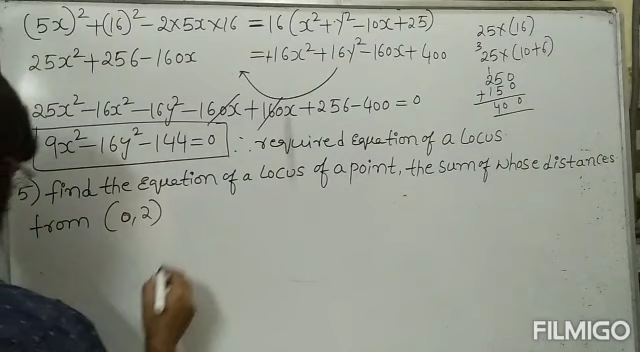 (5x)²+(16)²-2×5x×16 =16(x²+y²-10x+25)
25x²+256-160x =+16x²+16y²-160x+400
25x²-16x²-16y²-160x+160x+256-400=0
9x²-16y²-144=0 ∴ required equation of a Locus
5) find the equation of a Locus of a point, the sum of whose distances
from (0,2)
25×(16)
³25×(10+6)
1
250
+150
400
FILMIGO